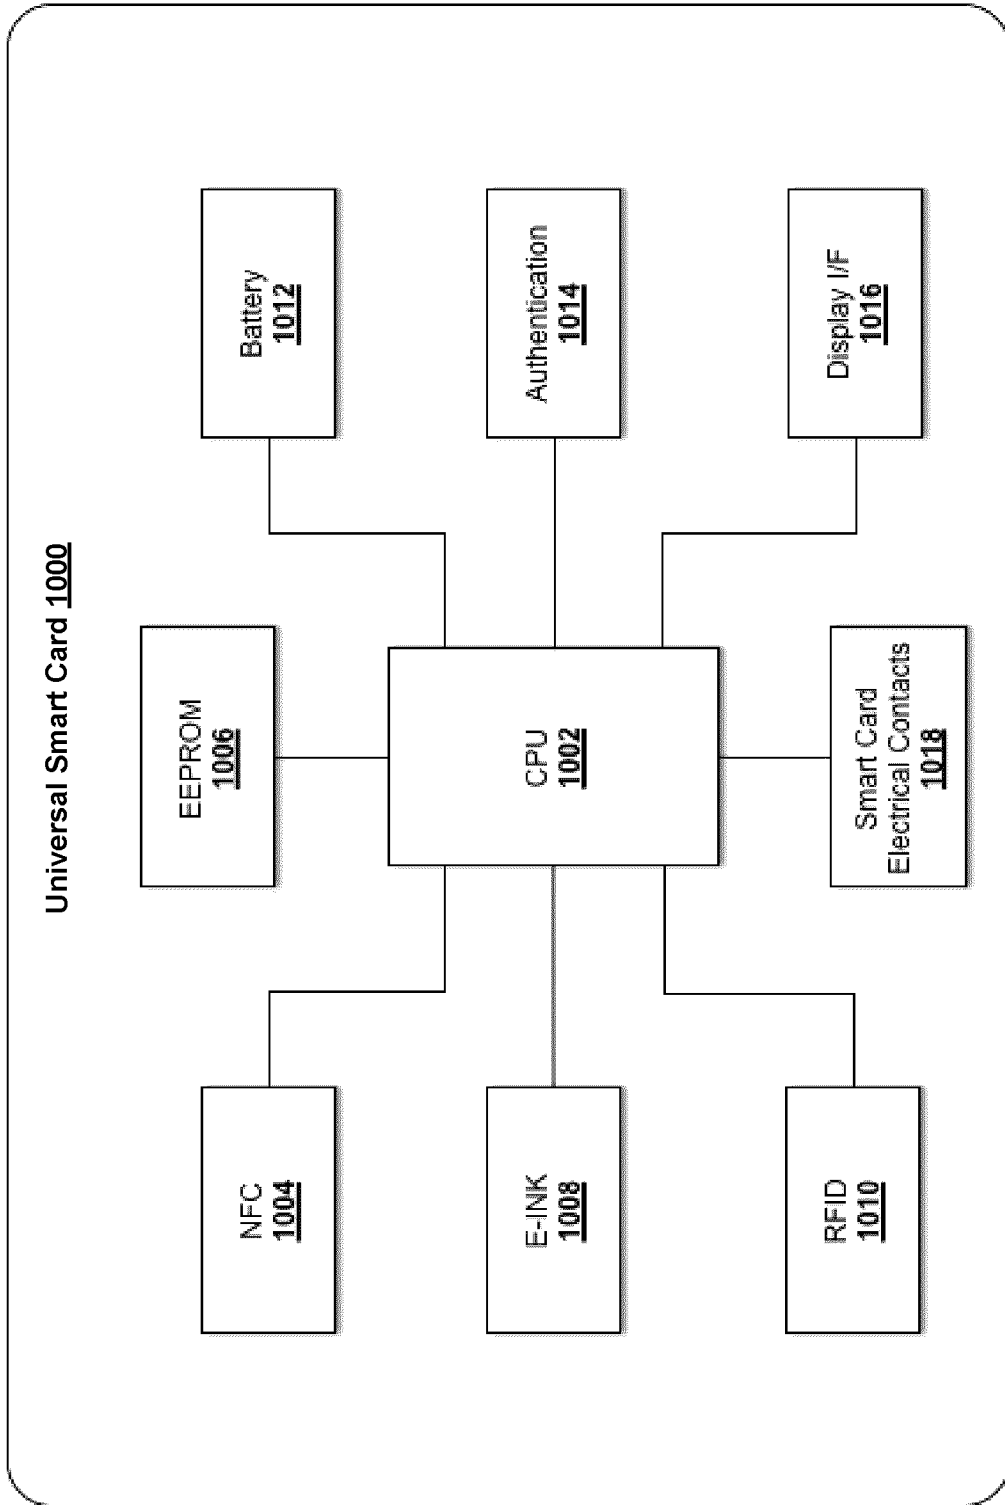 Universal Smart Card 1000
EEPROM
1006
NFC
1004
Battery
1012
E-INK
1008
CPU
1002
Authentication
1014
RFID
1010
Smart Card
Electrical Contacts
1018
Display I/F
1016